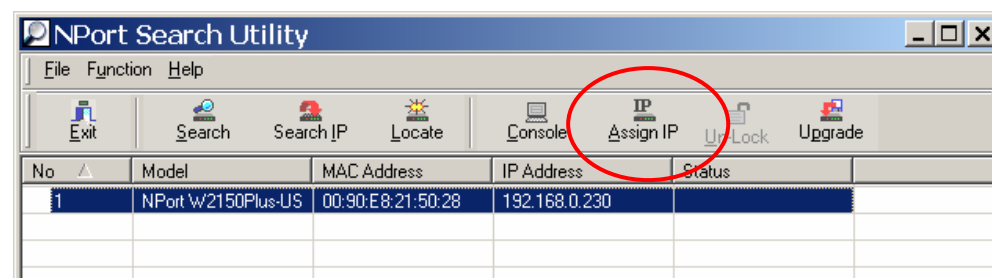 NPort Search Utility
File Function Help
Exit Search Search IP Locate Console IP Assign IP Un-Lock Upgrade
No Model MAC Address IP Address Status
1 NPort W2150Plus-US 00:90:E8:21:50:28 192.168.0.230